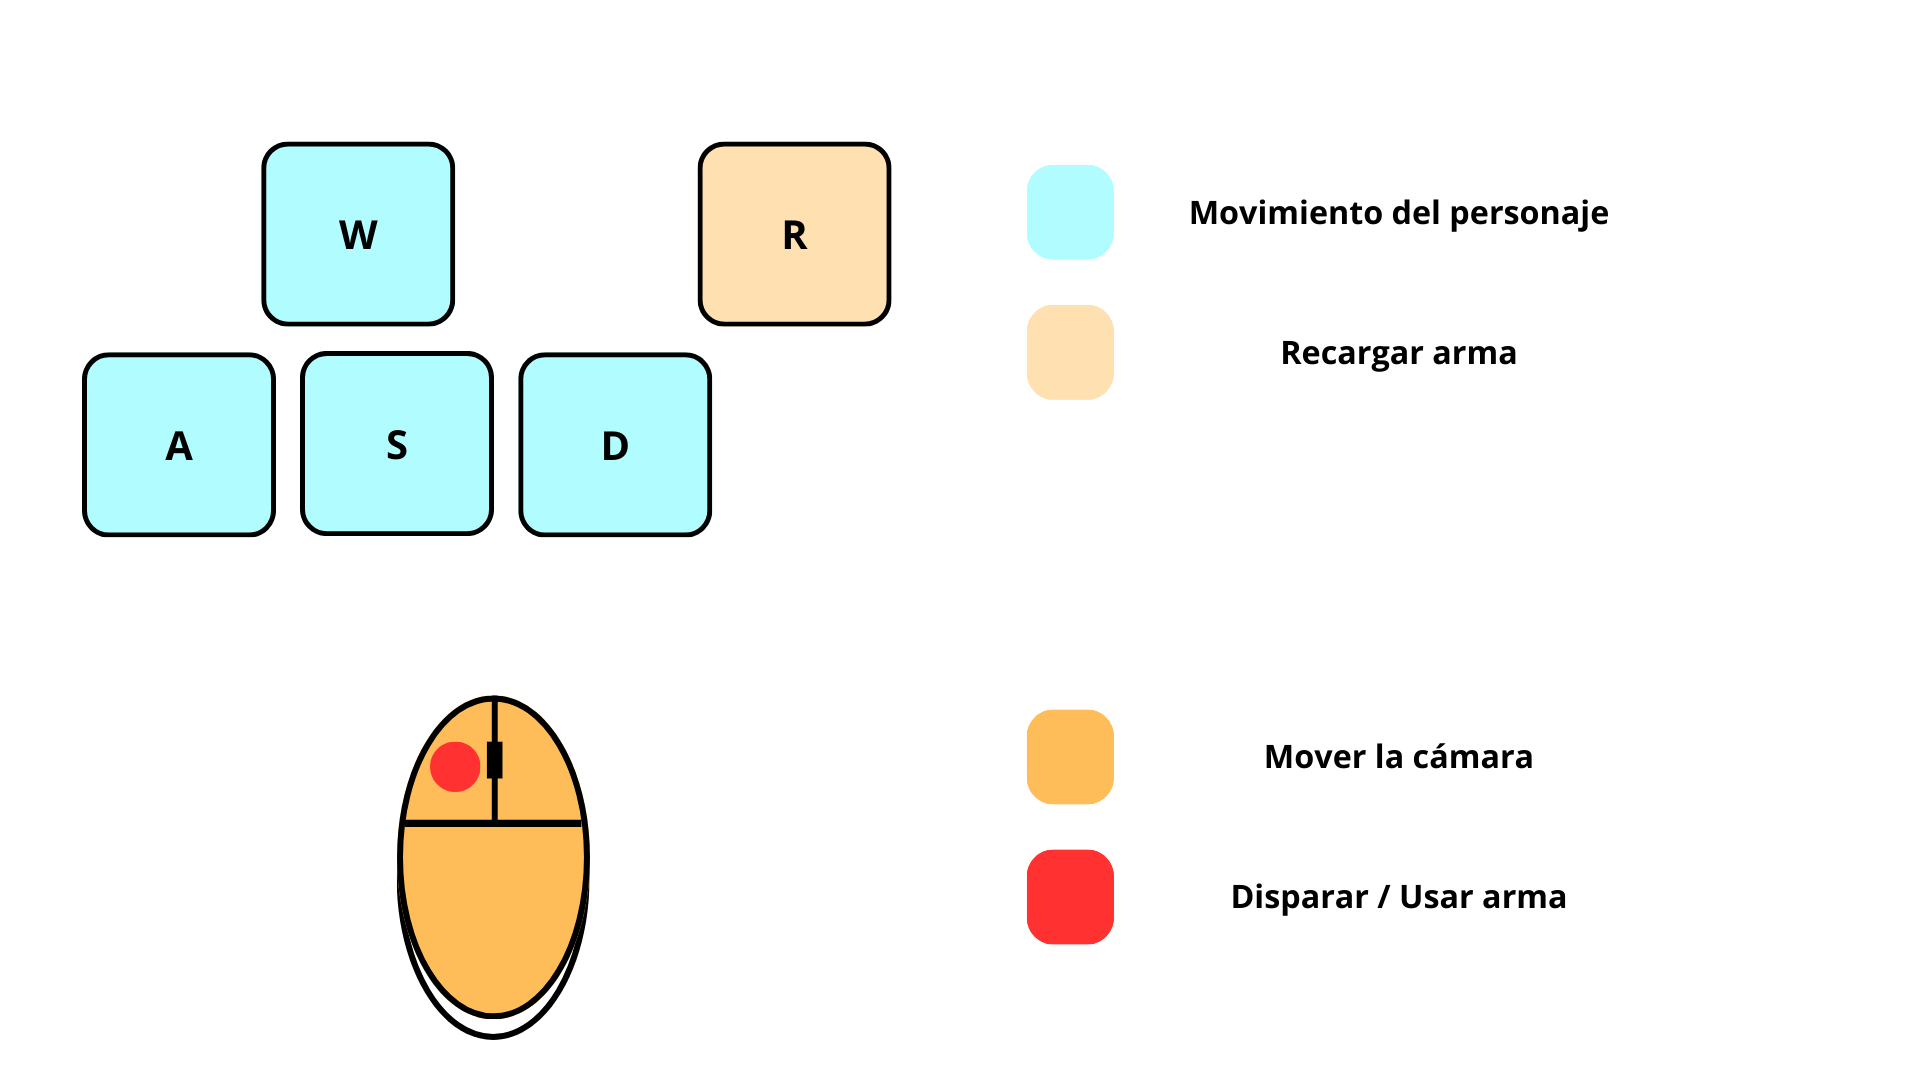 W
R
A
S
D
Movimiento del personaje
Recargar arma
Mover la cámara
Disparar / Usar arma